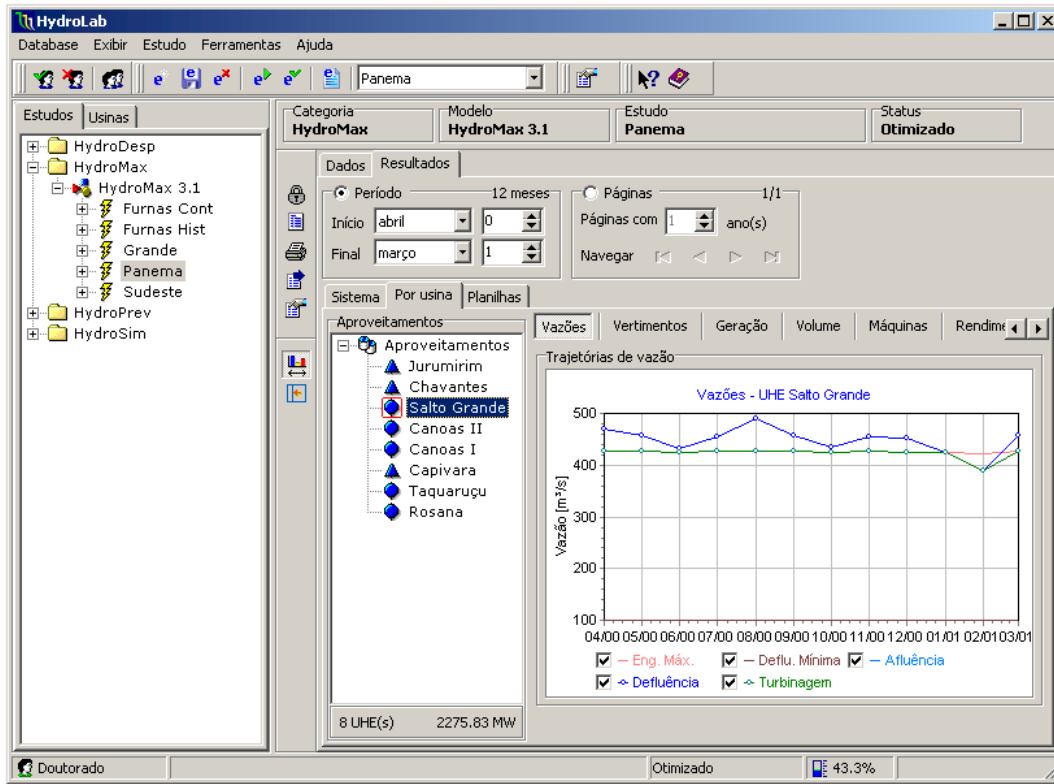 HydroLab
Database Exibir Estudo Ferramentas Ajuda
Panema
Estudos Usinas
HydroDesp
HydroMax
HydroMax 3.1
Furnas Cont
Furnas Hist
Grande
Panema
Sudeste
HydroPrev
HydroSim
Categoria Modelo Estudo Status
HydroMax HydroMax 3.1 Panema Otimizado
Dados Resultados
Período 12 meses Páginas 1/1
Início abril 0 Páginas com 1 ano(s)
Final março 1 Navegar
Sistema Por usina Planilhas
Aproveitamentos
Aproveitamentos
Jurumirim
Chavantes
Salto Grande
Canoas II
Canoas I
Capivara
Taquaruçu
Rosana
8 UHE(s) 2275.83 MW
Vazões Vertimentos Geração Volume Máquinas Rendime
Trajetórias de vazão
Vazões - UHE Salto Grande
Vazão [m³/s]
500
400
300
200
100
04/00 05/00 06/00 07/00 08/00 09/00 10/00 11/00 12/00 01/01 02/01 03/01
Eng. Máx. Deflu. Mínima Afluência
Defluência Turbinagem
Doutorado Otimizado 43.3%